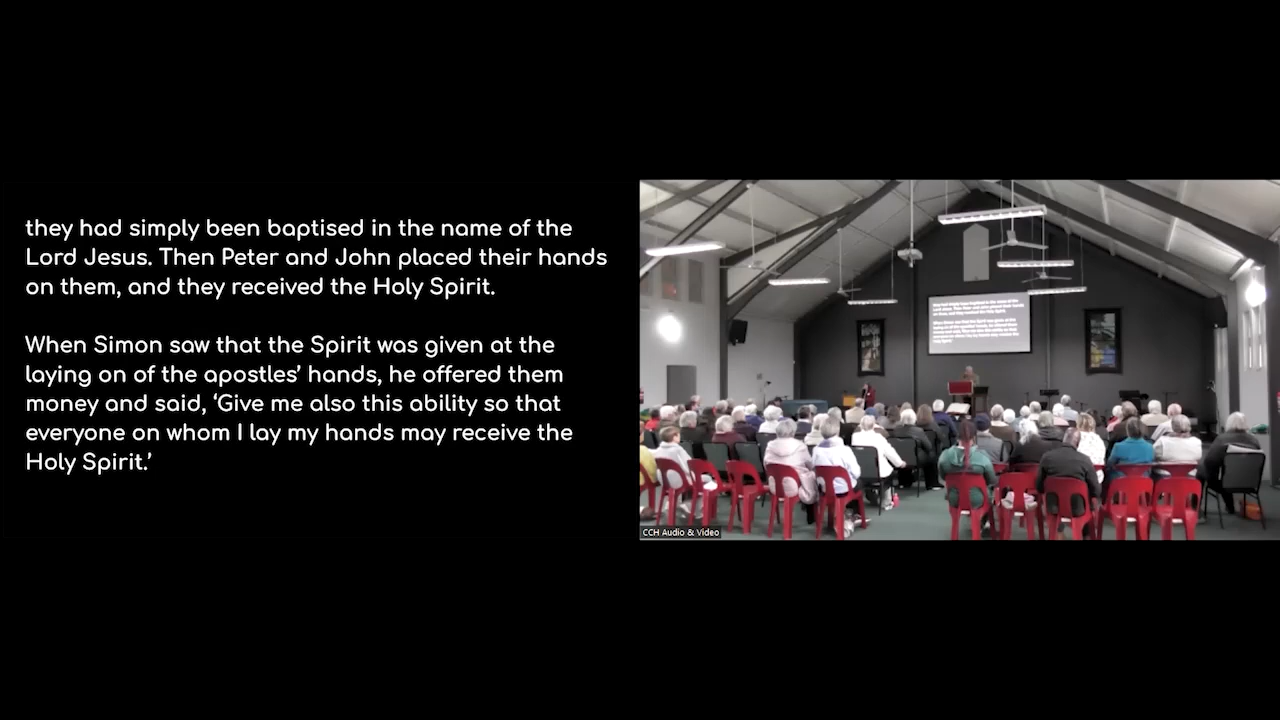 they had simply been baptised in the name of the
Lord Jesus. Then Peter and John placed their hands
on them, and they received the Holy Spirit.
When Simon saw that the Spirit was given at the
laying on of the apostles’ hands, he offered them
money and said, ‘Give me also this ability so that
everyone on whom I lay my hands may receive the
Holy Spirit.’
CCH Audio & Video